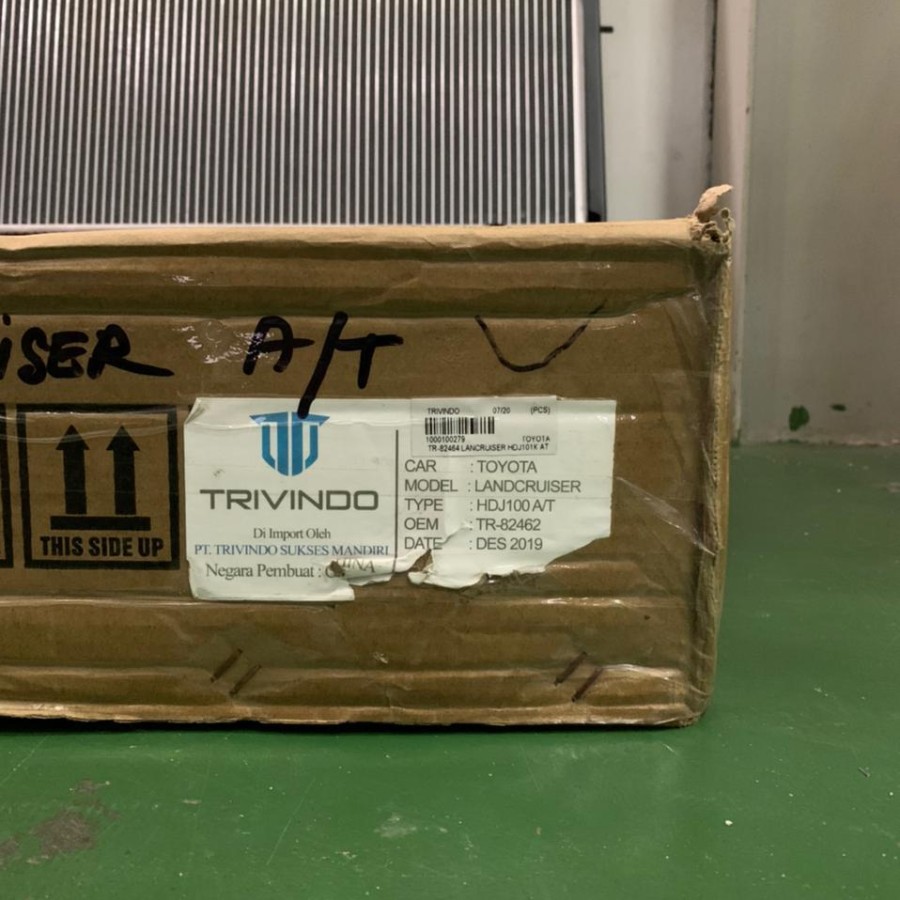 iSER A/T
THIS SIDE UP
TRIVINDO
Di Import Oleh
PT. TRIVINDO SUKSES MANDIRI
Negara Pembuat :
TRIVINDO 07/20 (PCS)
1000100279 TOYOTA
TR-82464 LANCRUISER HDJ101K AT
CAR : TOYOTA
MODEL : LANDCRUISER
TYPE : HDJ100 A/T
OEM : TR-82462
DATE : DES 2019